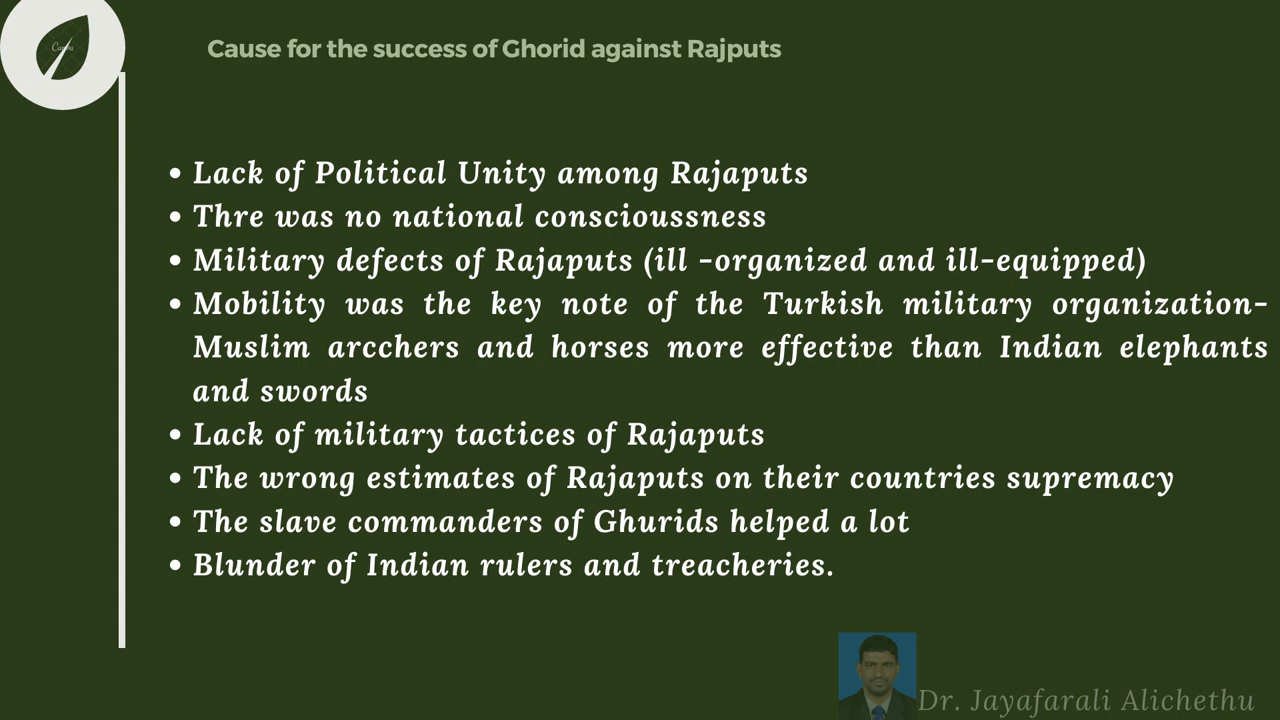 Canva
Cause for the success of Ghorid against Rajputs
• Lack of Political Unity among Rajaputs
• Thre was no national conscioussness
• Military defects of Rajaputs (ill -organized and ill-equipped)
• Mobility was the key note of the Turkish military organization-
Muslim arcchers and horses more effective than Indian elephants
and swords
• Lack of military tactices of Rajaputs
• The wrong estimates of Rajaputs on their countries supremacy
• The slave commanders of Ghurids helped a lot
• Blunder of Indian rulers and treacheries.
Dr. Jayafarali Alichethu